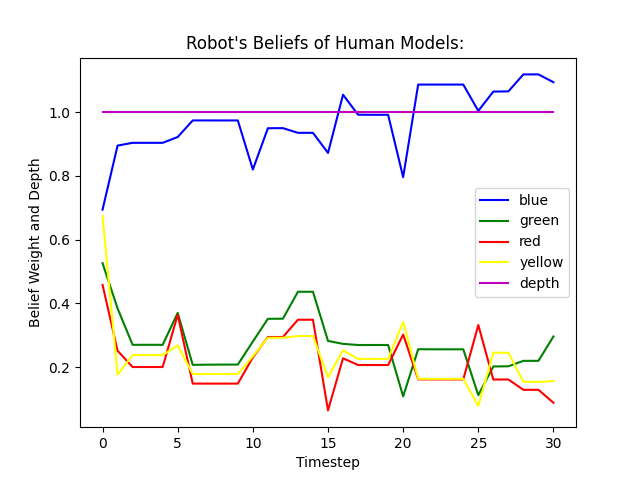 Robot's Beliefs of Human Models:
Belief Weight and Depth
1.0
0.8
0.6
0.4
0.2
blue
green
red
yellow
depth
0 5 10 15 20 25 30
Timestep